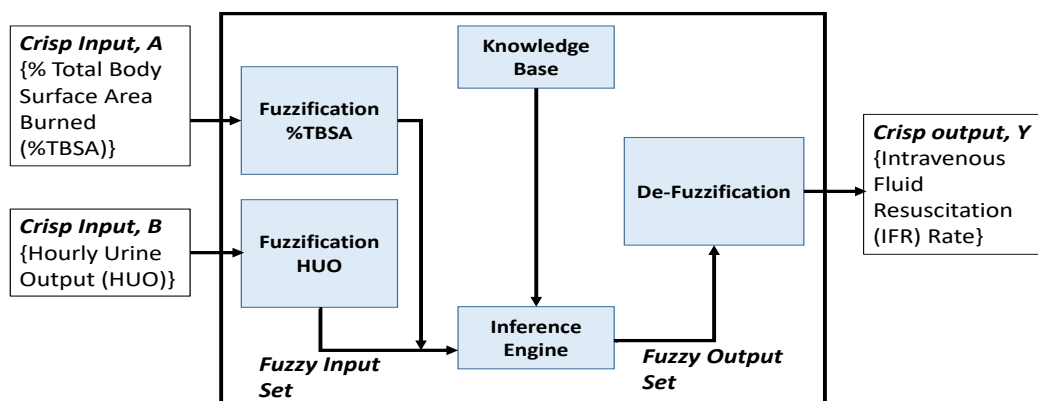 Crisp Input, A
{% Total Body
Surface Area
Burned
(%TBSA)}
Crisp Input, B
{Hourly Urine
Output (HUO)}
Fuzzification
%TBSA
Fuzzification
HUO
Fuzzy Input
Set
Knowledge
Base
Inference
Engine
Fuzzy Output
Set
De-Fuzzification
Crisp output, Y
{Intravenous
Fluid
Resuscitation
(IFR) Rate}